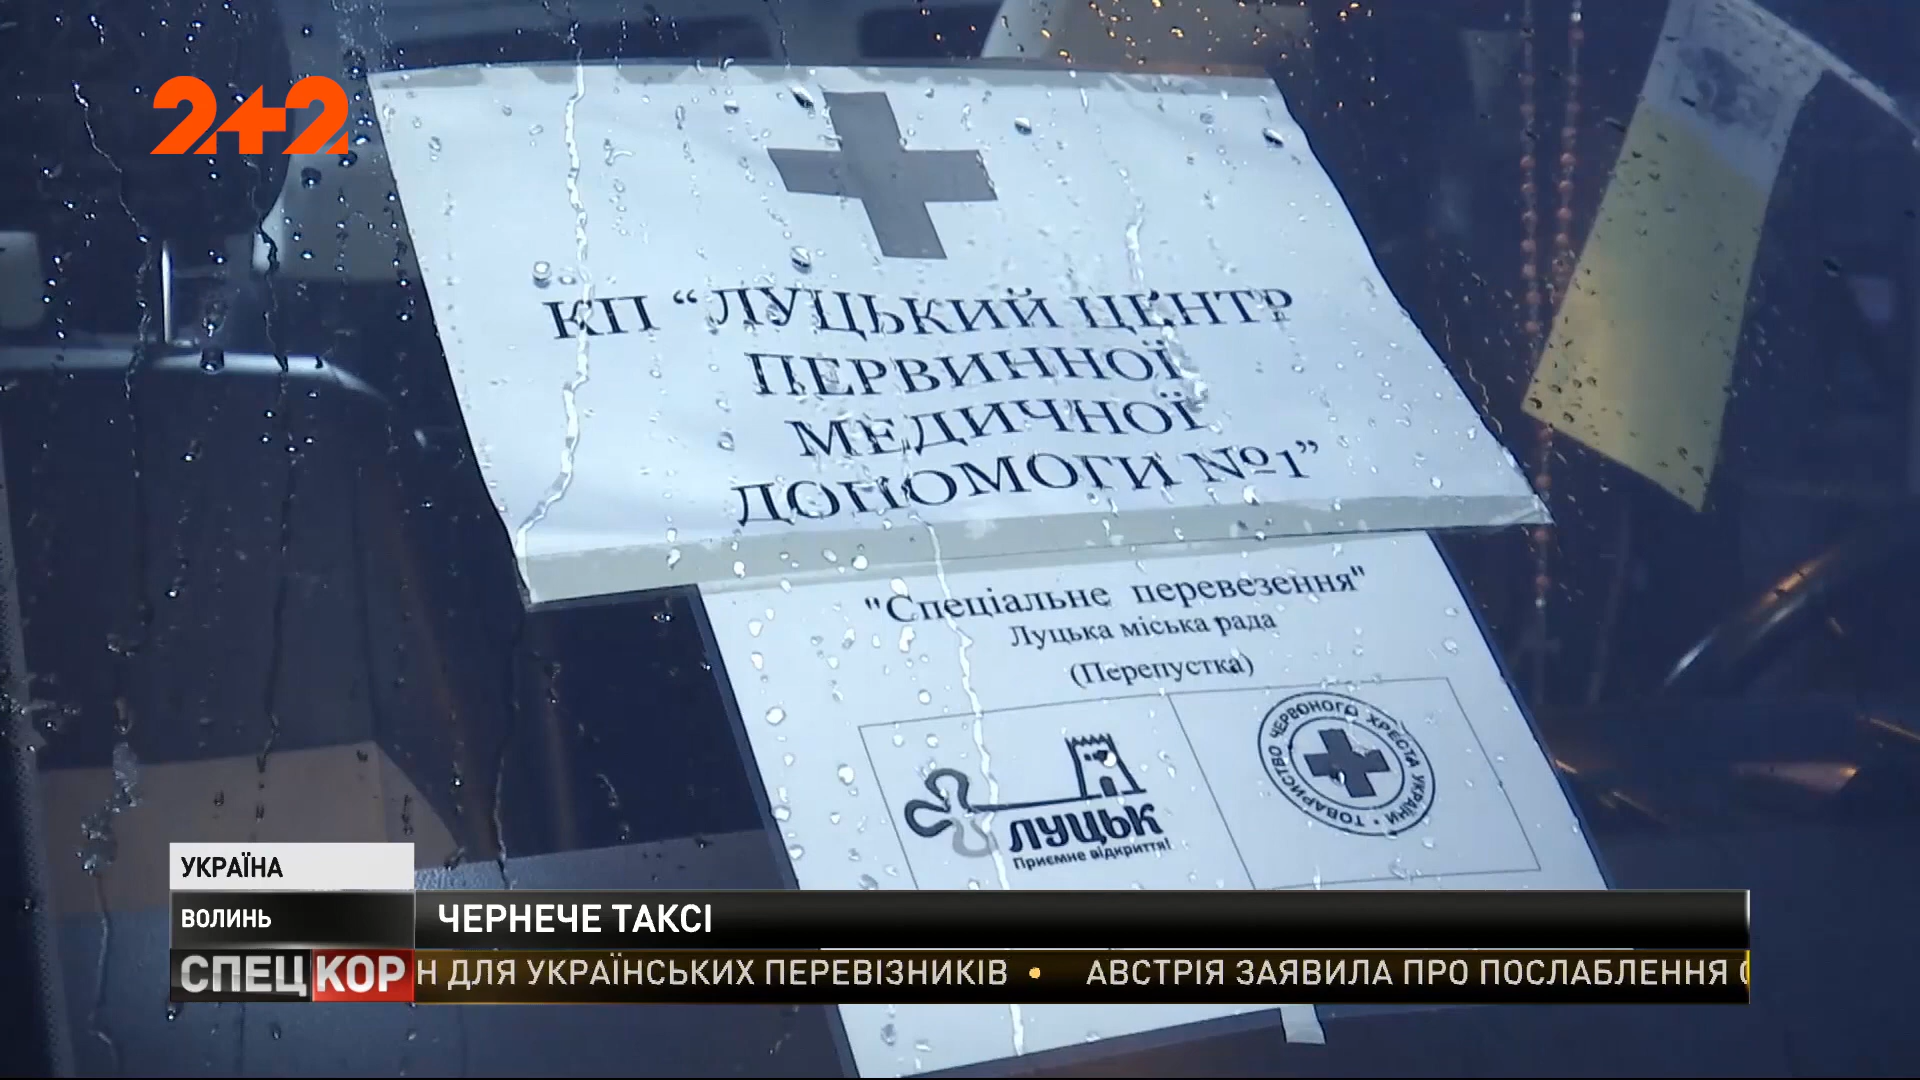 2+2
КП “ЛУЦЬКИЙ ЦЕНТР
ПЕРВИННОЇ
МЕДИЧНОЇ
ДОПОМОГИ №1”
"Спеціальне перевезення"
Луцька міська рада
(Перепустка)
ЛУЦЬК
Приємне відкриття!
ТОВАРИСТВО ЧЕРВОНОГО ХРЕСТА УКРАЇНИ •
УКРАЇНА
ВОЛИНЬ
ЧЕРНЕЧЕ ТАКСІ
СПЕЦКОР
Н ДЛЯ УКРАЇНСЬКИХ ПЕРЕВІЗНИКІВ • АВСТРІЯ ЗАЯВИЛА ПРО ПОСЛАБЛЕННЯ